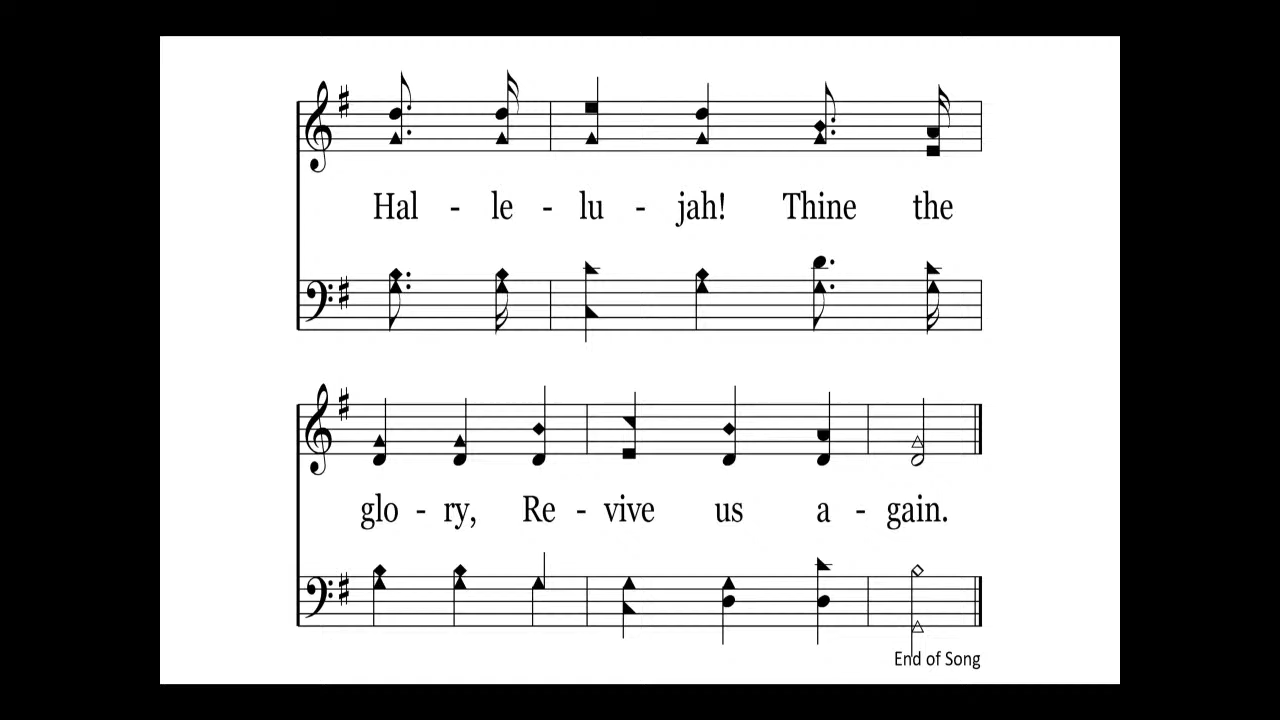 Hal - le - lu - jah! Thine the
glo - ry, Re - vive us a - gain.
End of Song